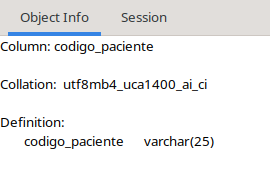 Object Info Session
Column: codigo_paciente
Collation: utf8mb4_uca1400_ai_ci
Definition:
codigo_paciente varchar(25)